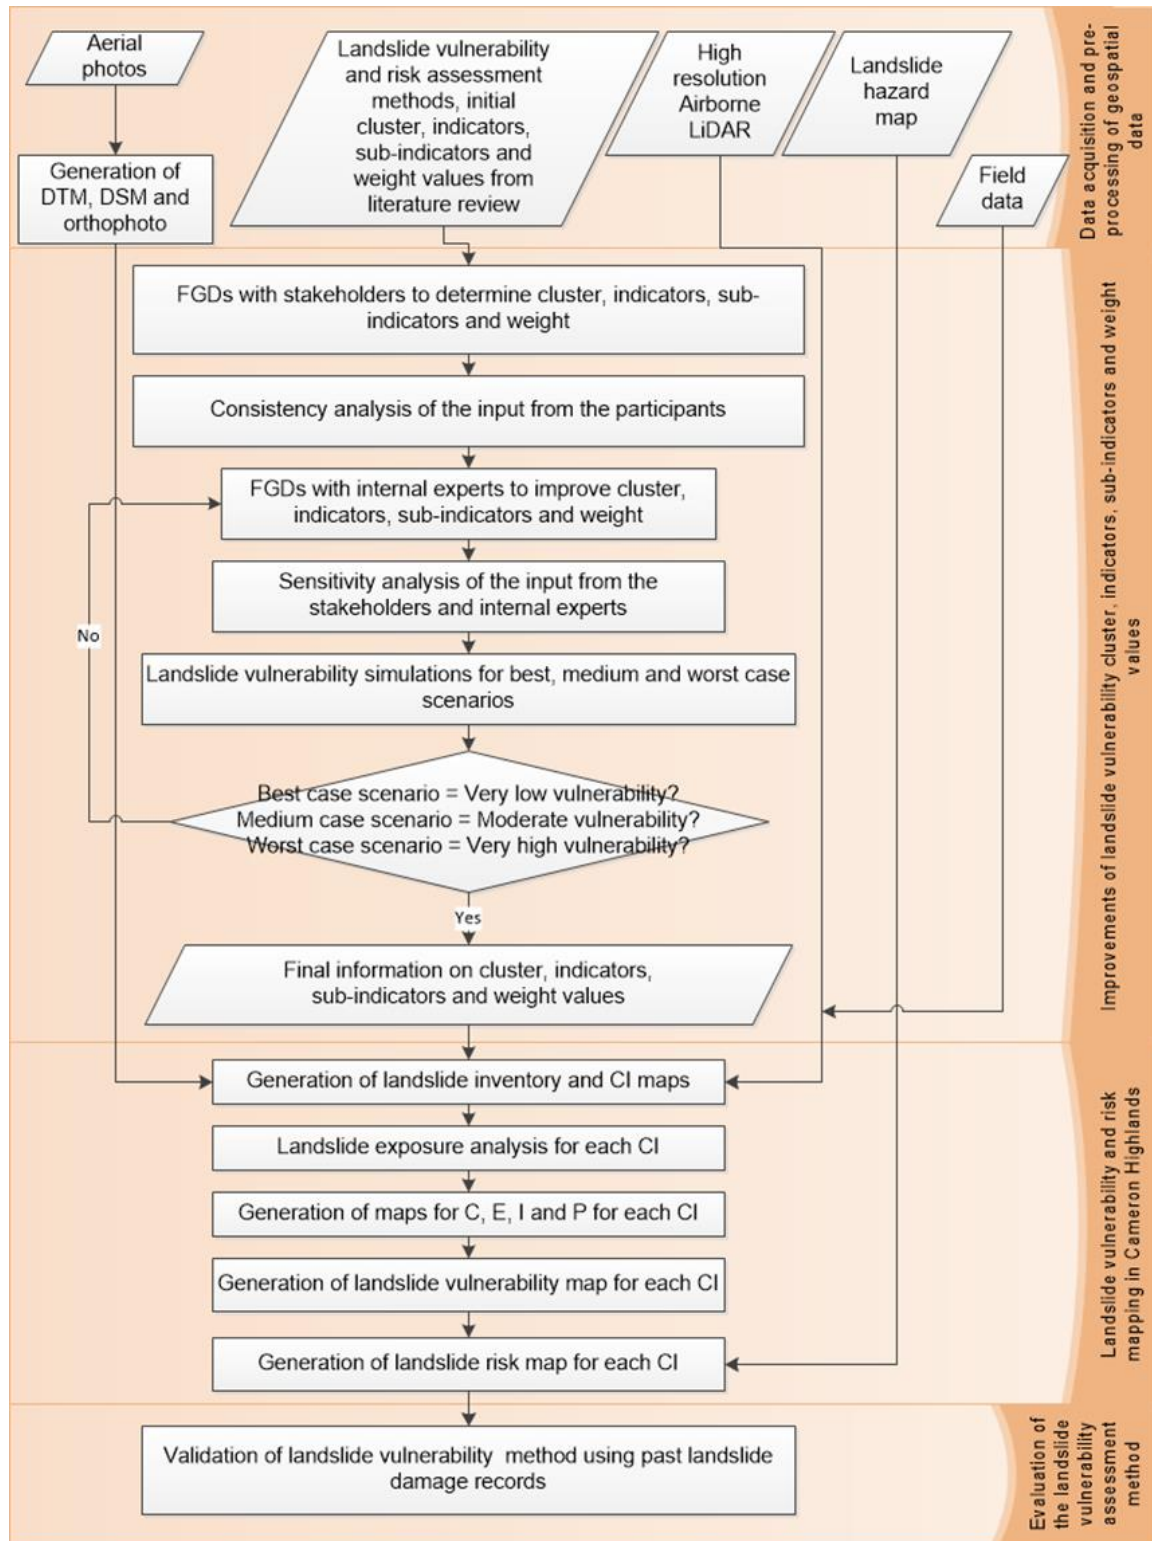 Aerial
photos
Landslide vulnerability
and risk assessment
methods, initial
cluster, indicators,
sub-indicators and
weight values from
literature review
High
resolution
Airborne
LiDAR
Landslide
hazard
map
Field
data
Generation of
DTM, DSM and
orthophoto
Data acquisition and pre-
processing of geospatial
data
FGDs with stakeholders to determine cluster, indicators, sub-
indicators and weight
Consistency analysis of the input from the participants
FGDs with internal experts to improve cluster,
indicators, sub-indicators and weight
Sensitivity analysis of the input from the
stakeholders and internal experts
No
Landslide vulnerability simulations for best, medium and worst case
scenarios
Best case scenario = Very low vulnerability?
Medium case scenario = Moderate vulnerability?
Worst case scenario = Very high vulnerability?
Yes
Final information on cluster, indicators,
sub-indicators and weight values
Improvements of landslide vulnerability cluster, indicators, sub-indicators and weight
values
Generation of landslide inventory and CI maps
Landslide exposure analysis for each CI
Generation of maps for C, E, I and P for each CI
Generation of landslide vulnerability map for each CI
Generation of landslide risk map for each CI
Landslide vulnerability and risk
mapping in Cameron Highlands
Validation of landslide vulnerability method using past landslide
damage records
Evaluation of
the landslide
vulnerability
assessment
method